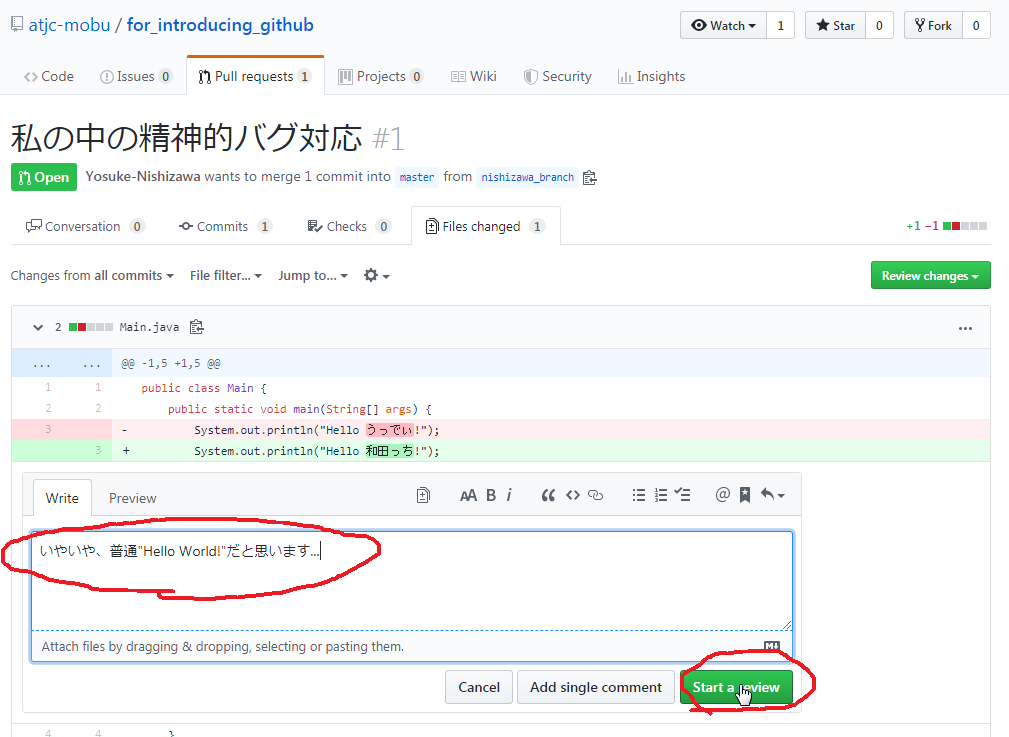 atjc-mobu / for_introducing_github
Watch 1 Star 0 Fork 0
Code Issues 0 Pull requests 1 Projects 0 Wiki Security Insights
私の中の精神的バグ対応 #1
Open Yosuke-Nishizawa wants to merge 1 commit into master from nishizawa_branch
Conversation 0 Commits 1 Checks 0 Files changed 1 +1 −1
Changes from all commits File filter... Jump to... Review changes
2 Main.java ...
... ... @@ -1,5 +1,5 @@
1 1 public class Main {
2 2 public static void main(String[] args) {
3 - System.out.println("Hello うっでぃ!");
3 + System.out.println("Hello 和田っち!");
Write Preview AA B i
いやいや、普通"Hello World!"だと思います...
Attach files by dragging & dropping, selecting or pasting them.
Cancel Add single comment Start a review
4 4 }